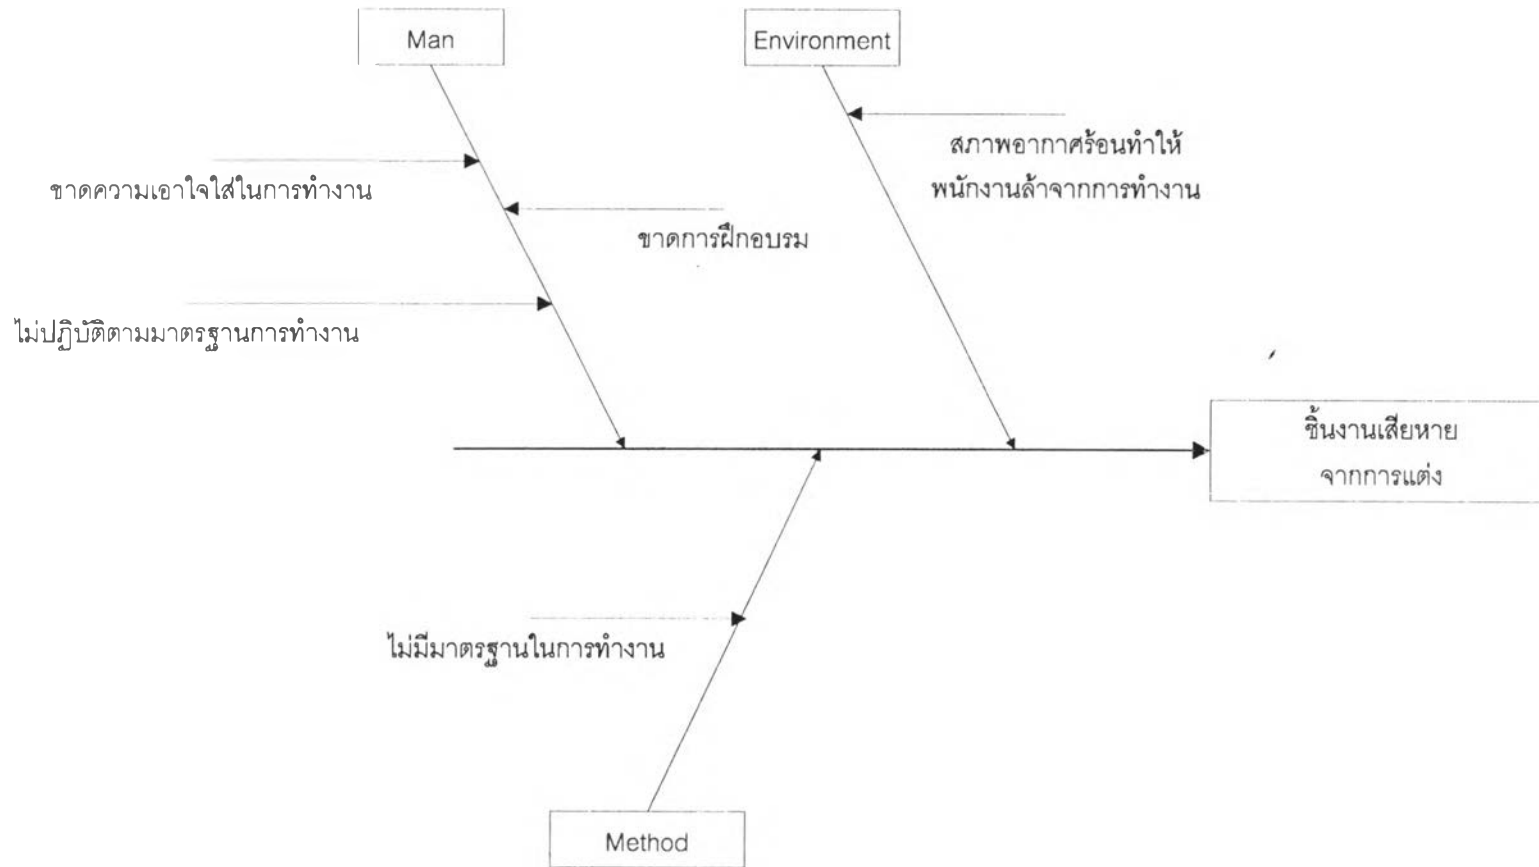 Man
Environment
สภาพอากาศร้อนทำให้
พนักงานล้าจากการทำงาน
ขาดความเอาใจใส่ในการทำงาน
ขาดการฝึกอบรม
ไม่ปฏิบัติตามมาตรฐานการทำงาน
ชิ้นงานเสียหาย
จากการแต่ง
ไม่มีมาตรฐานในการทำงาน
Method